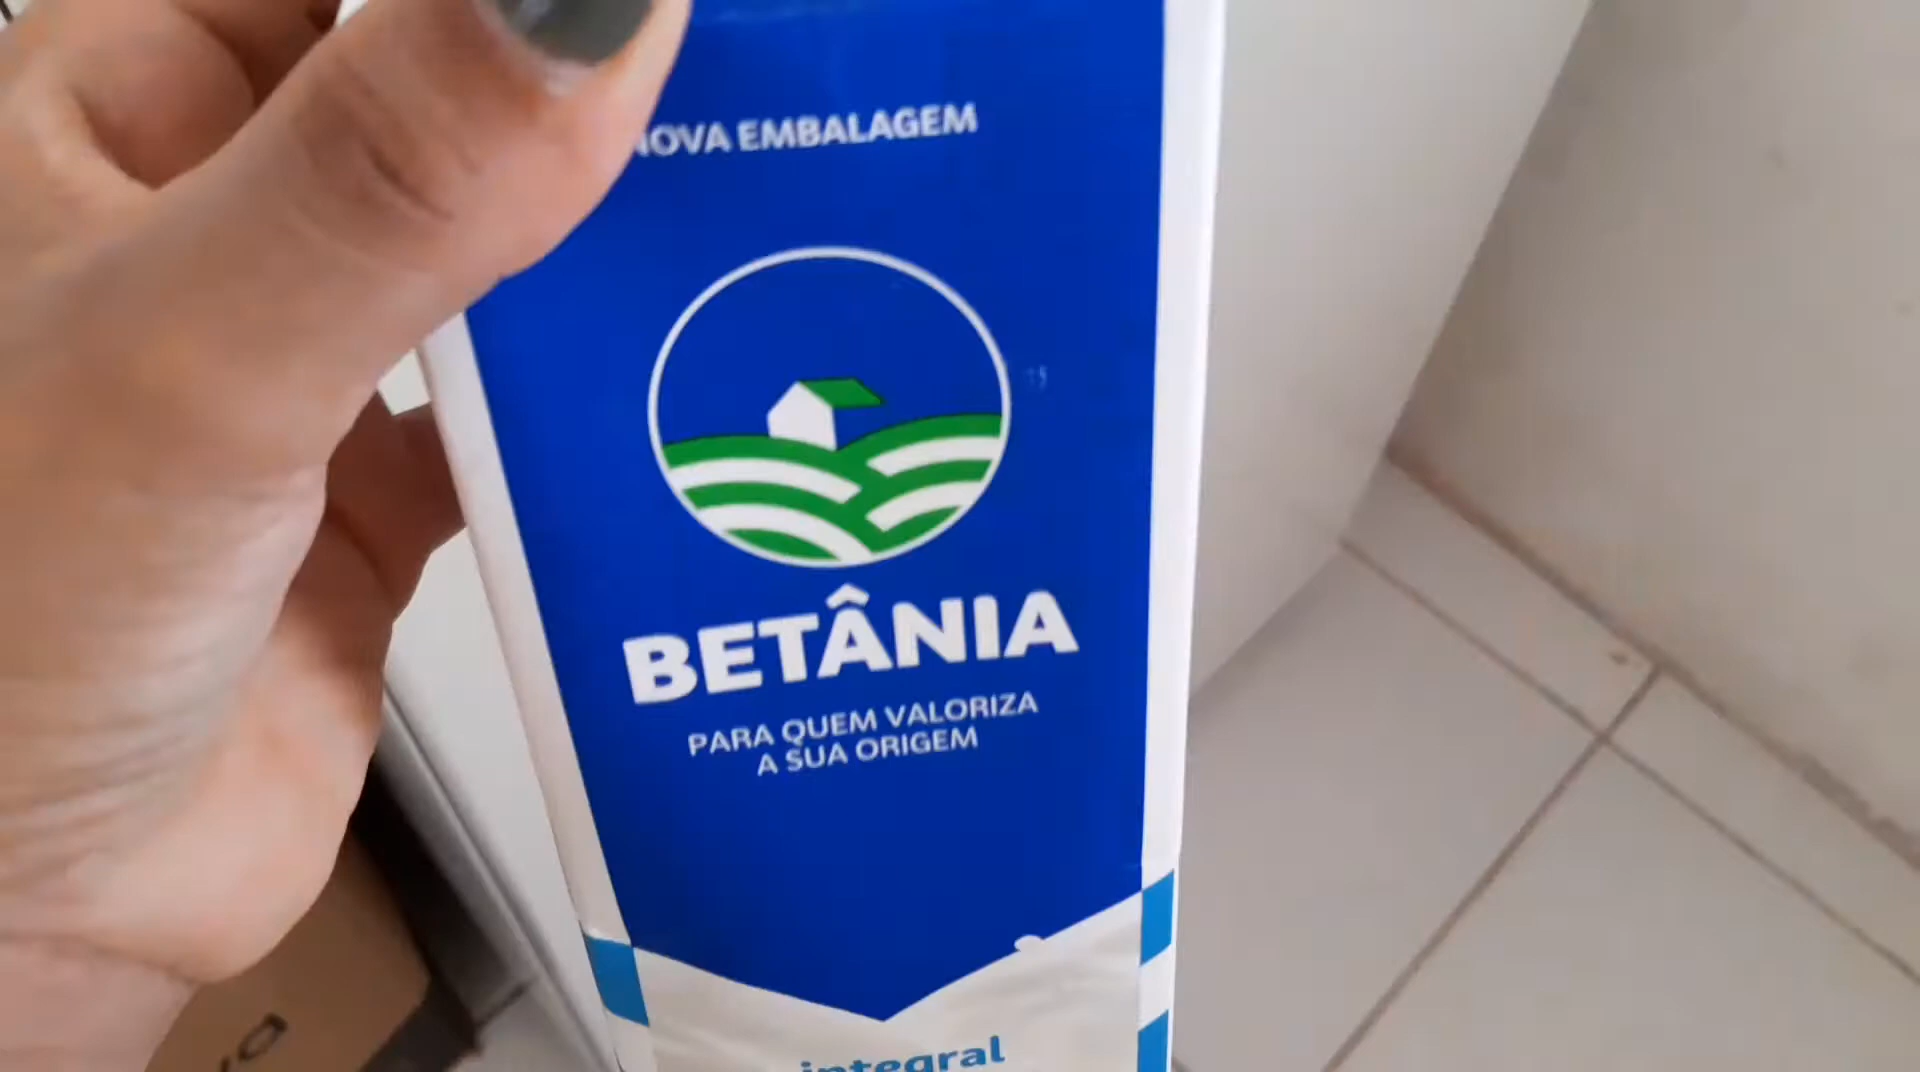 NOVA EMBALAGEM
BETÂNIA
PARA QUEM VALORIZA
A SUA ORIGEM
integral